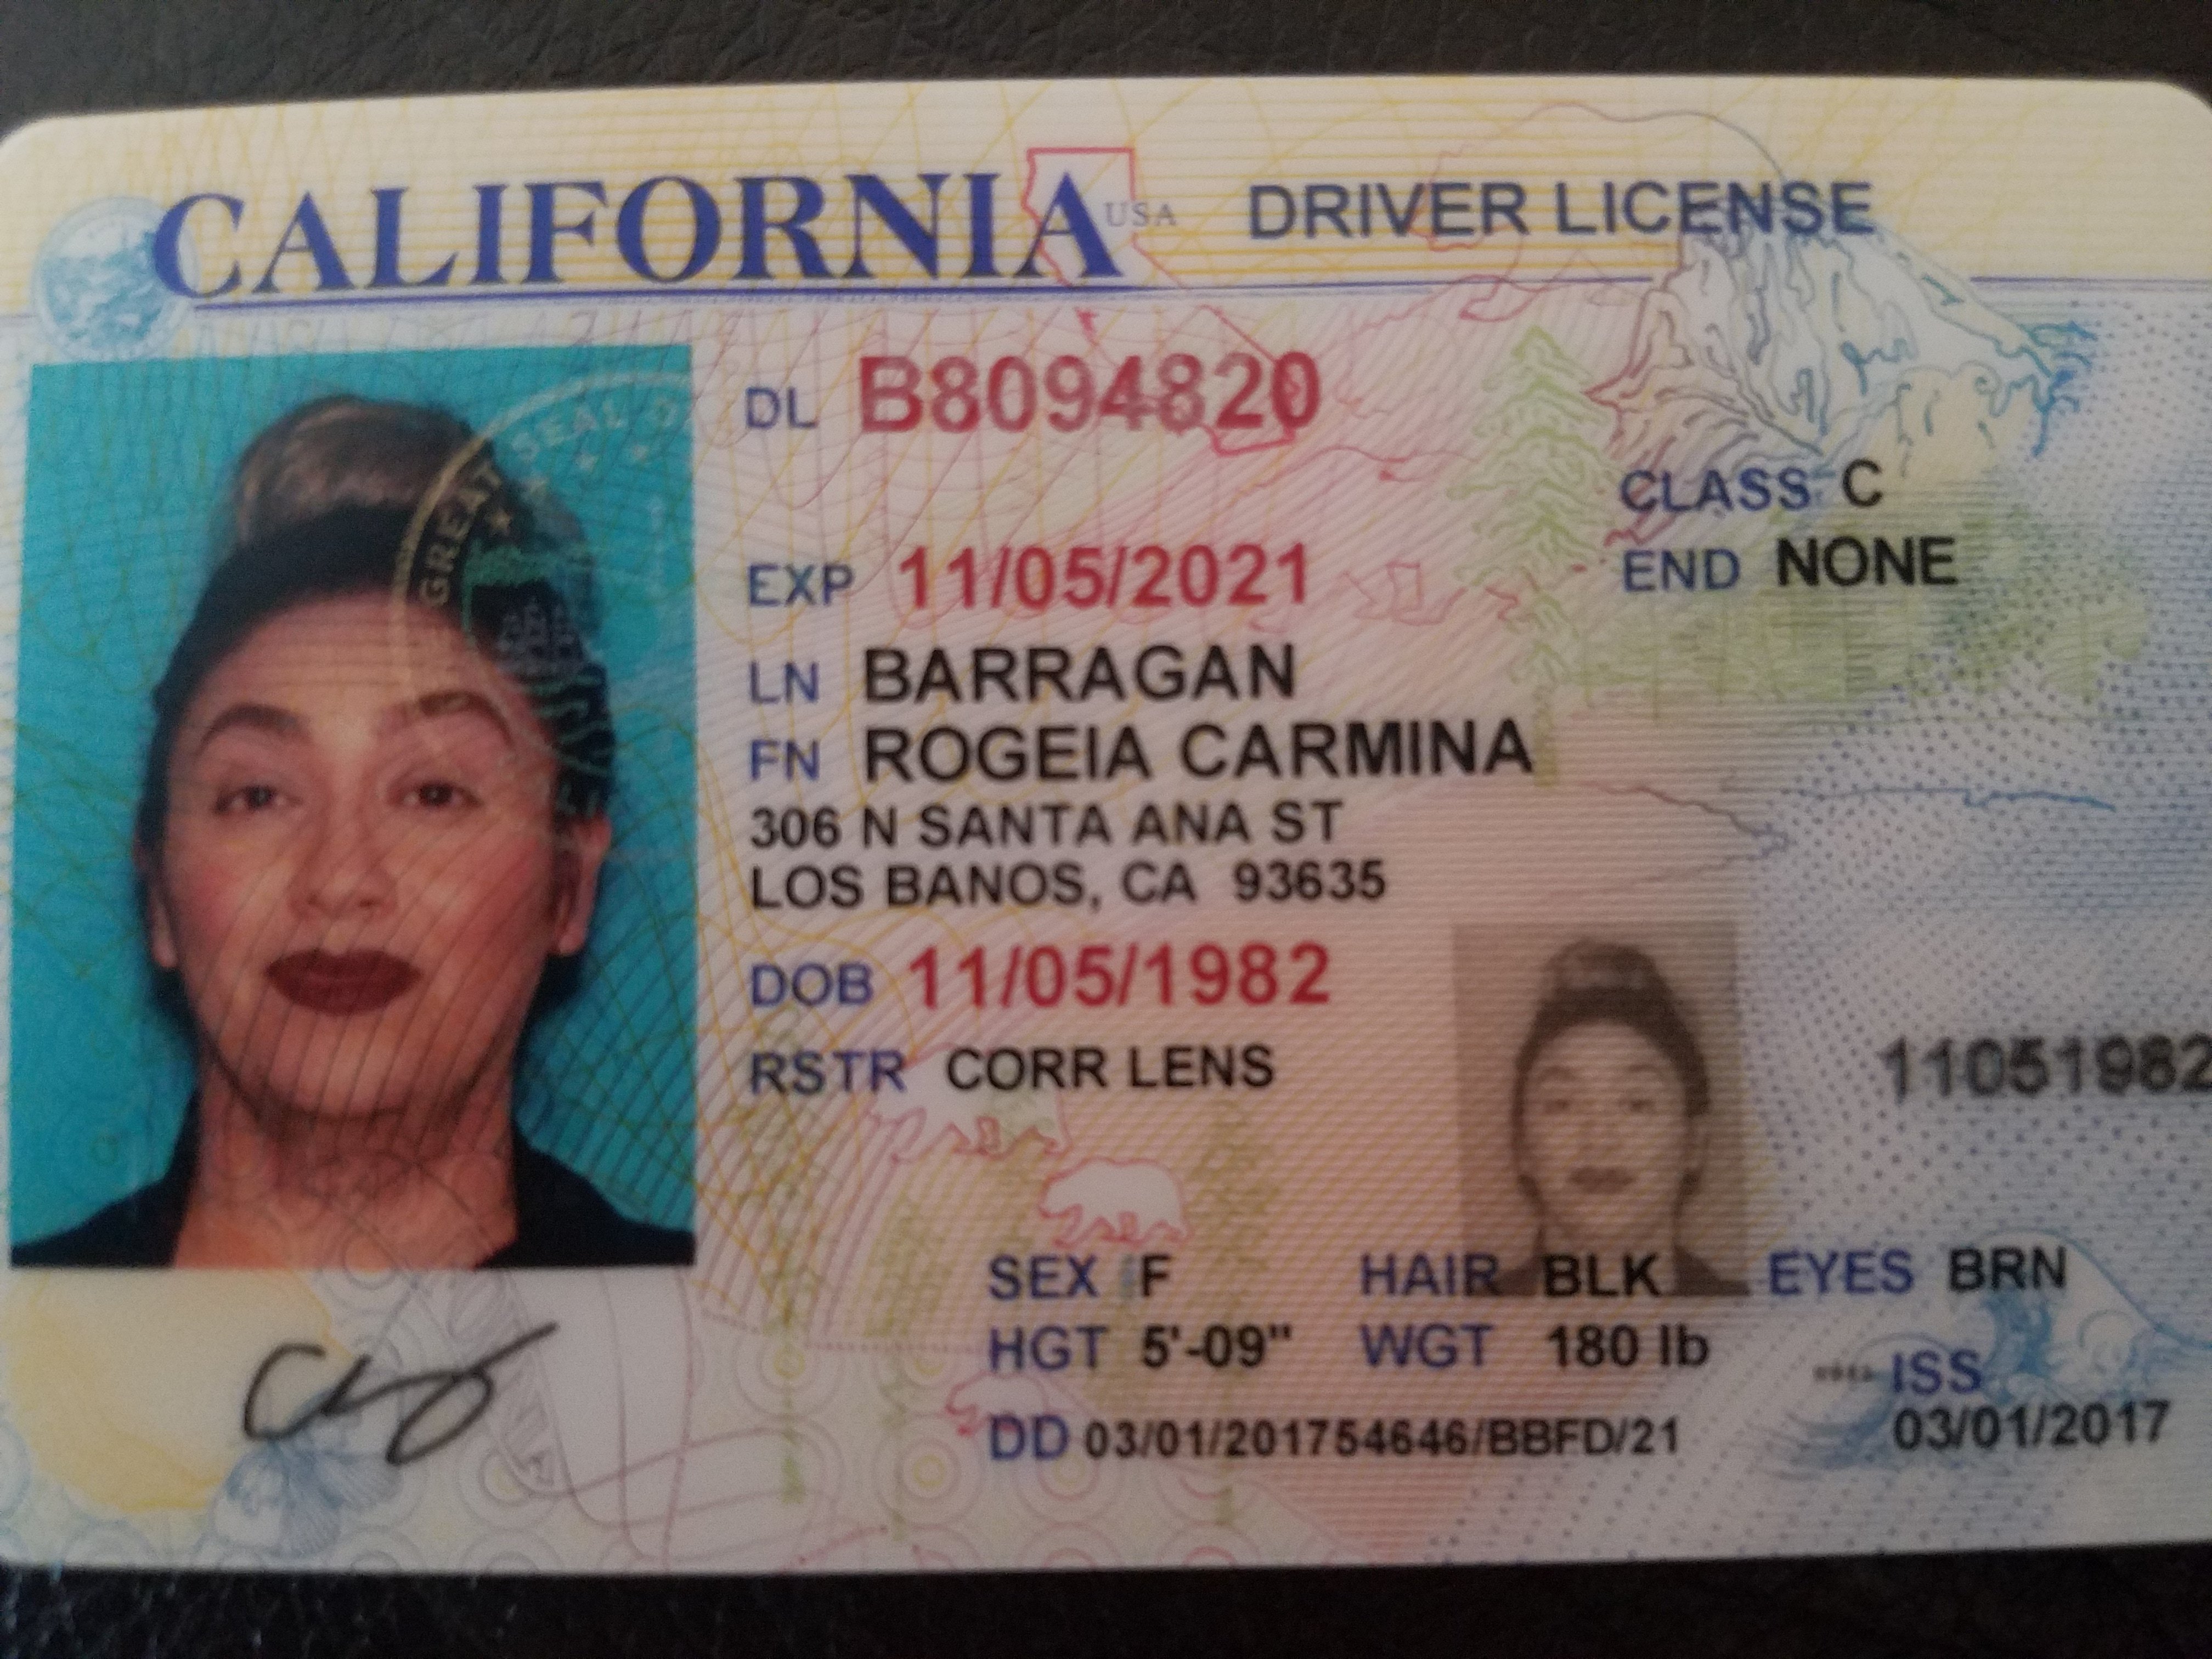 CALIFORNIA USA DRIVER LICENSE
GREAT SEAL O
DL B8094820
CLASS C
EXP 11/05/2021
END NONE
LN BARRAGAN
FN ROGEIA CARMINA
306 N SANTA ANA ST
LOS BANOS, CA 93635
DOB 11/05/1982
RSTR CORR LENS
11051982
SEX F HAIR BLK EYES BRN
HGT 5'-09" WGT 180 lb
ISS
DD 03/01/201754646/BBFD/21
03/01/2017